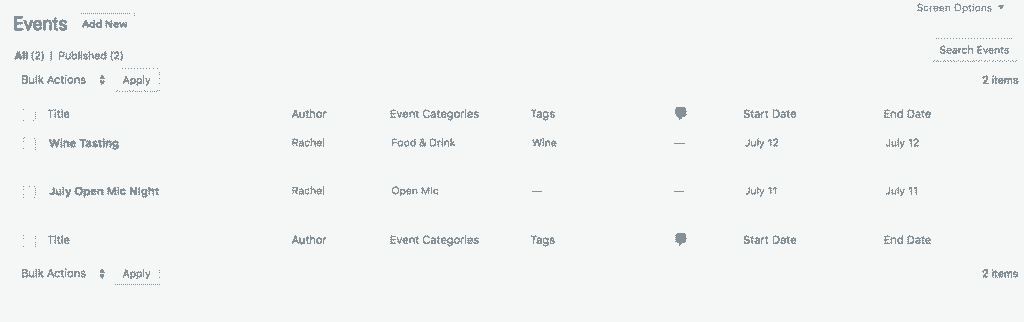 Screen Options ▼
Events Add New
Search Events
All (2) | Published (2)
Bulk Actions Apply 2 items
Title Author Event Categories Tags Start Date End Date
Wine Tasting Rachel Food & Drink Wine — July 12 July 12
July Open Mic Night Rachel Open Mic — — July 11 July 11
Title Author Event Categories Tags Start Date End Date
Bulk Actions Apply 2 items